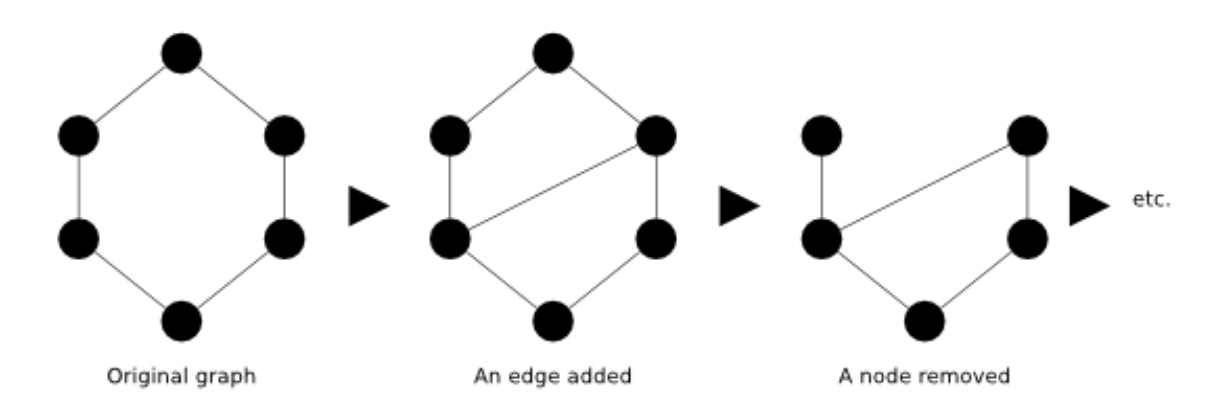 etc.
Original graph
An edge added
A node removed